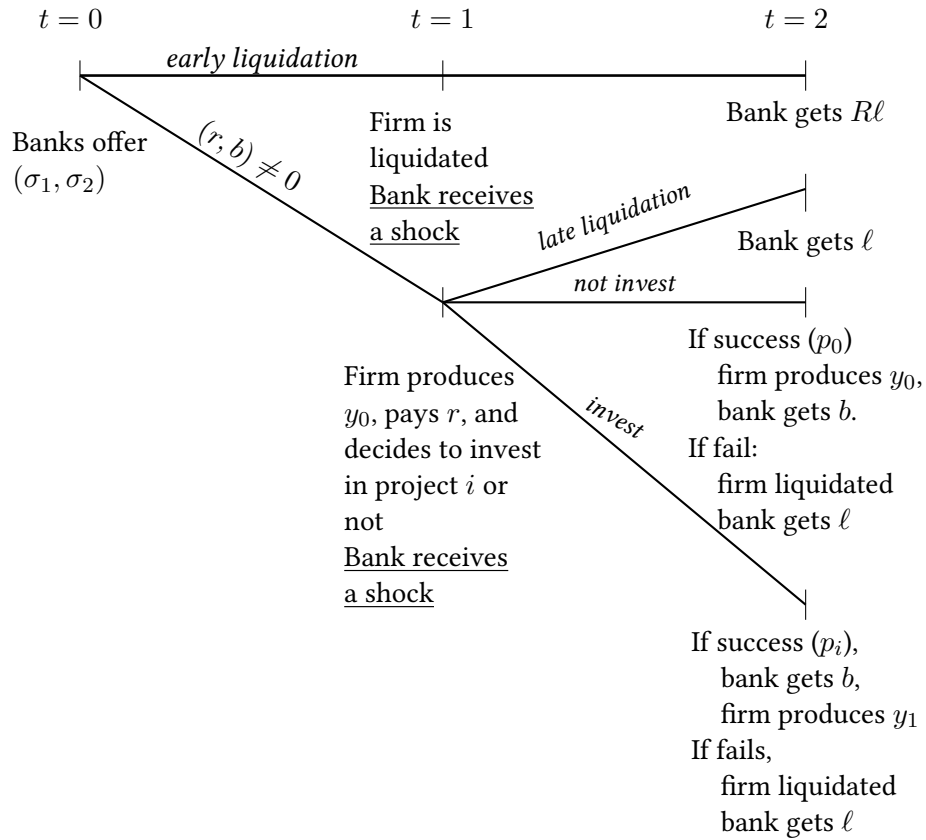 t = 0
t = 1
t = 2
early liquidation
Banks offer
(σ₁, σ₂)
(r, b) ≠ 0
Firm is
liquidated
Bank receives
a shock
Bank gets Rℓ
late liquidation
Bank gets ℓ
not invest
Firm produces
y₀, pays r, and
decides to invest
in project i or
not
Bank receives
a shock
invest
If success (p₀)
firm produces y₀,
bank gets b.
If fail:
firm liquidated
bank gets ℓ
If success (pᵢ),
bank gets b,
firm produces y₁
If fails,
firm liquidated
bank gets ℓ